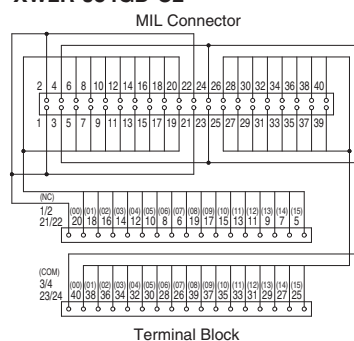 MIL Connector
2 4 6 8 10 12 14 16 18 20 22 24 26 28 30 32 34 36 38 40
1 3 5 7 9 11 13 15 17 19 21 23 25 27 29 31 33 35 37 39
(NC)
1/2
21/22
(00) (01) (02) (03) (04) (05) (06) (07) (08) (09) (10) (11) (12) (13) (14) (15)
20 18 16 14 12 10 8 6 19 17 15 13 11 9 7 5
(COM)
3/4
23/24
(00) (01) (02) (03) (04) (05) (06) (07) (08) (09) (10) (11) (12) (13) (14) (15)
40 38 36 34 32 30 28 26 39 37 35 33 31 29 27 25
Terminal Block